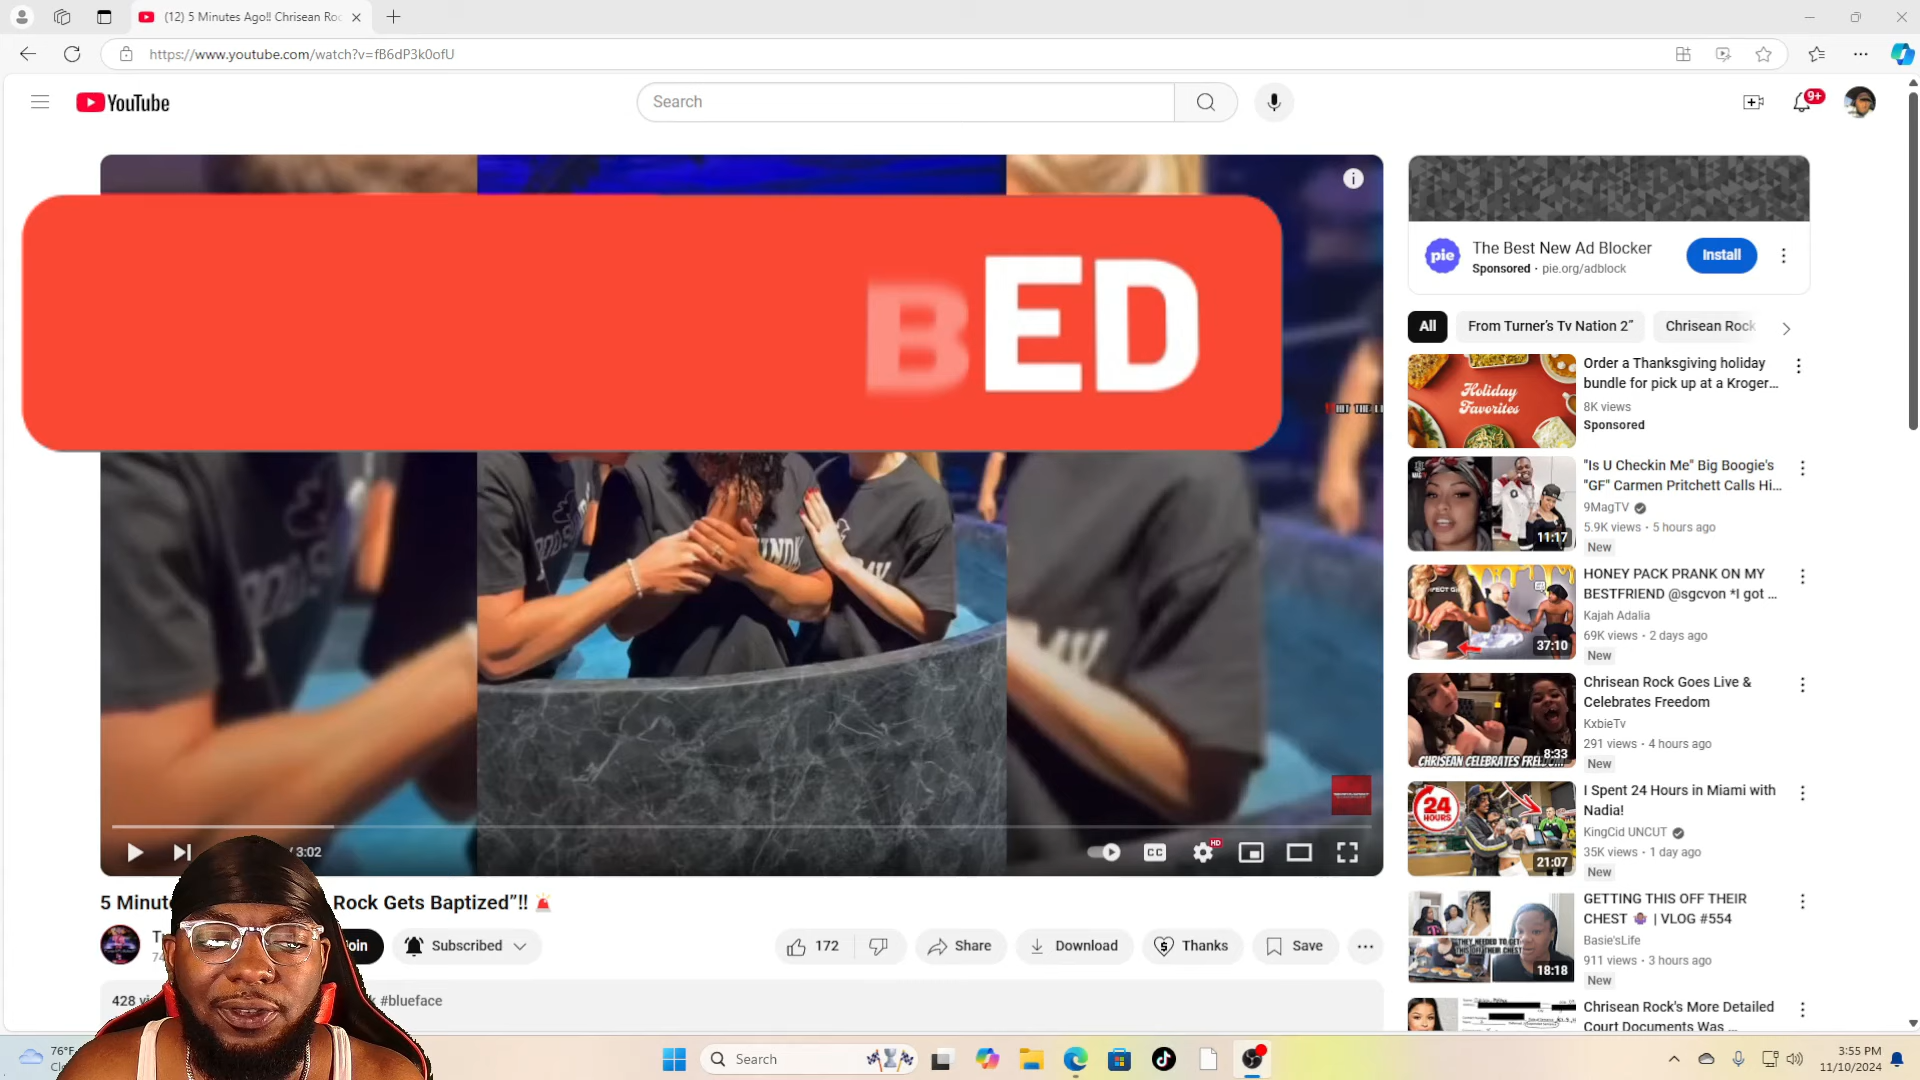 (12) 5 Minutes Ago!! Chrisean Ro
https://www.youtube.com/watch?v=fB6dP3k0ofU
YouTube
Search
9+
BED
pie
The Best New Ad Blocker
Sponsored · pie.org/adblock
Install
All
From Turner's Tv Nation 2"
Chrisean Rock
Holiday
Favorites
Order a Thanksgiving holiday
bundle for pick up at a Kroger...
8K views
Sponsored
"Is U Checkin Me" Big Boogie's
"GF" Carmen Pritchett Calls Hi...
9MagTV
5.9K views · 5 hours ago
New
11:17
HONEY PACK PRANK ON MY
BESTFRIEND @sgcvon *I got ...
Kajah Adalia
69K views · 2 days ago
New
37:10
Chrisean Rock Goes Live &
Celebrates Freedom
KxbieTv
291 views · 4 hours ago
New
8:33
24
HOURS
I Spent 24 Hours in Miami with
Nadia!
KingCid UNCUT
35K views · 1 day ago
New
21:07
GETTING THIS OFF THEIR
CHEST | VLOG #554
Basie'sLife
911 views · 3 hours ago
New
18:18
Chrisean Rock's More Detailed
Court Documents Was ...
/ 3:02
CC
HD
5 Minut
Rock Gets Baptized"!!
Subscribed
172
Share
Download
Thanks
Save
428
#blueface
76°F
Search
3:55 PM
11/10/2024